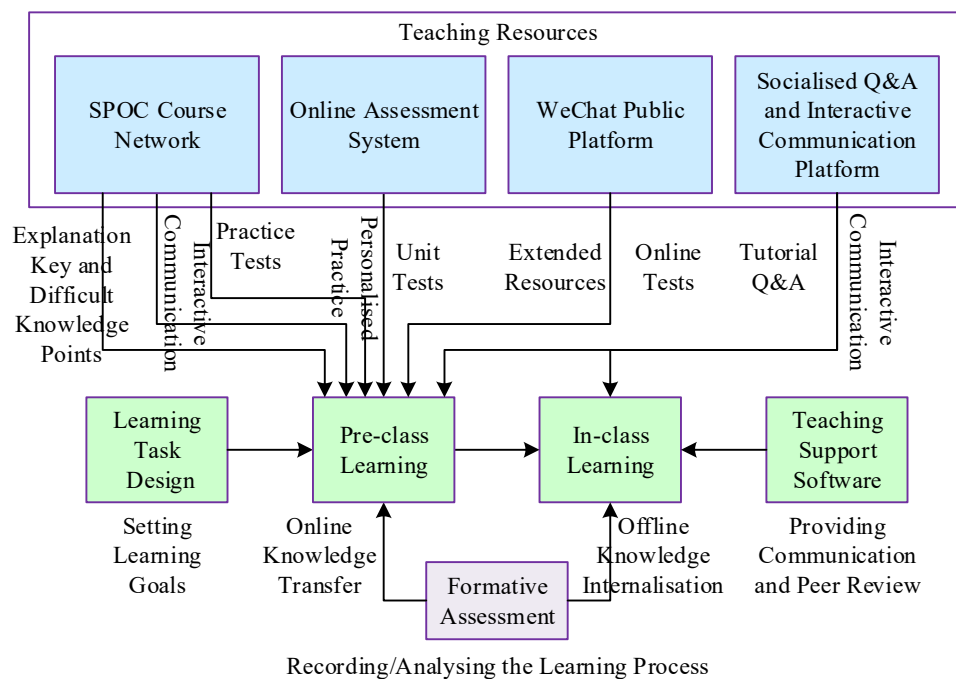 Teaching Resources
SPOC Course
Network
Online Assessment
System
WeChat Public
Platform
Socialised Q&A
and Interactive
Communication
Platform
Explanation
Key and
Difficult
Knowledge
Points
Interactive
Communication
Practice
Tests
Personalised
Practice
Unit
Tests
Extended
Resources
Online
Tests
Tutorial
Q&A
Interactive
Communication
Learning
Task
Design
Pre-class
Learning
In-class
Learning
Teaching
Support
Software
Setting
Learning
Goals
Online
Knowledge
Transfer
Formative
Assessment
Offline
Knowledge
Internalisation
Providing
Communication
and Peer Review
Recording/Analysing the Learning Process